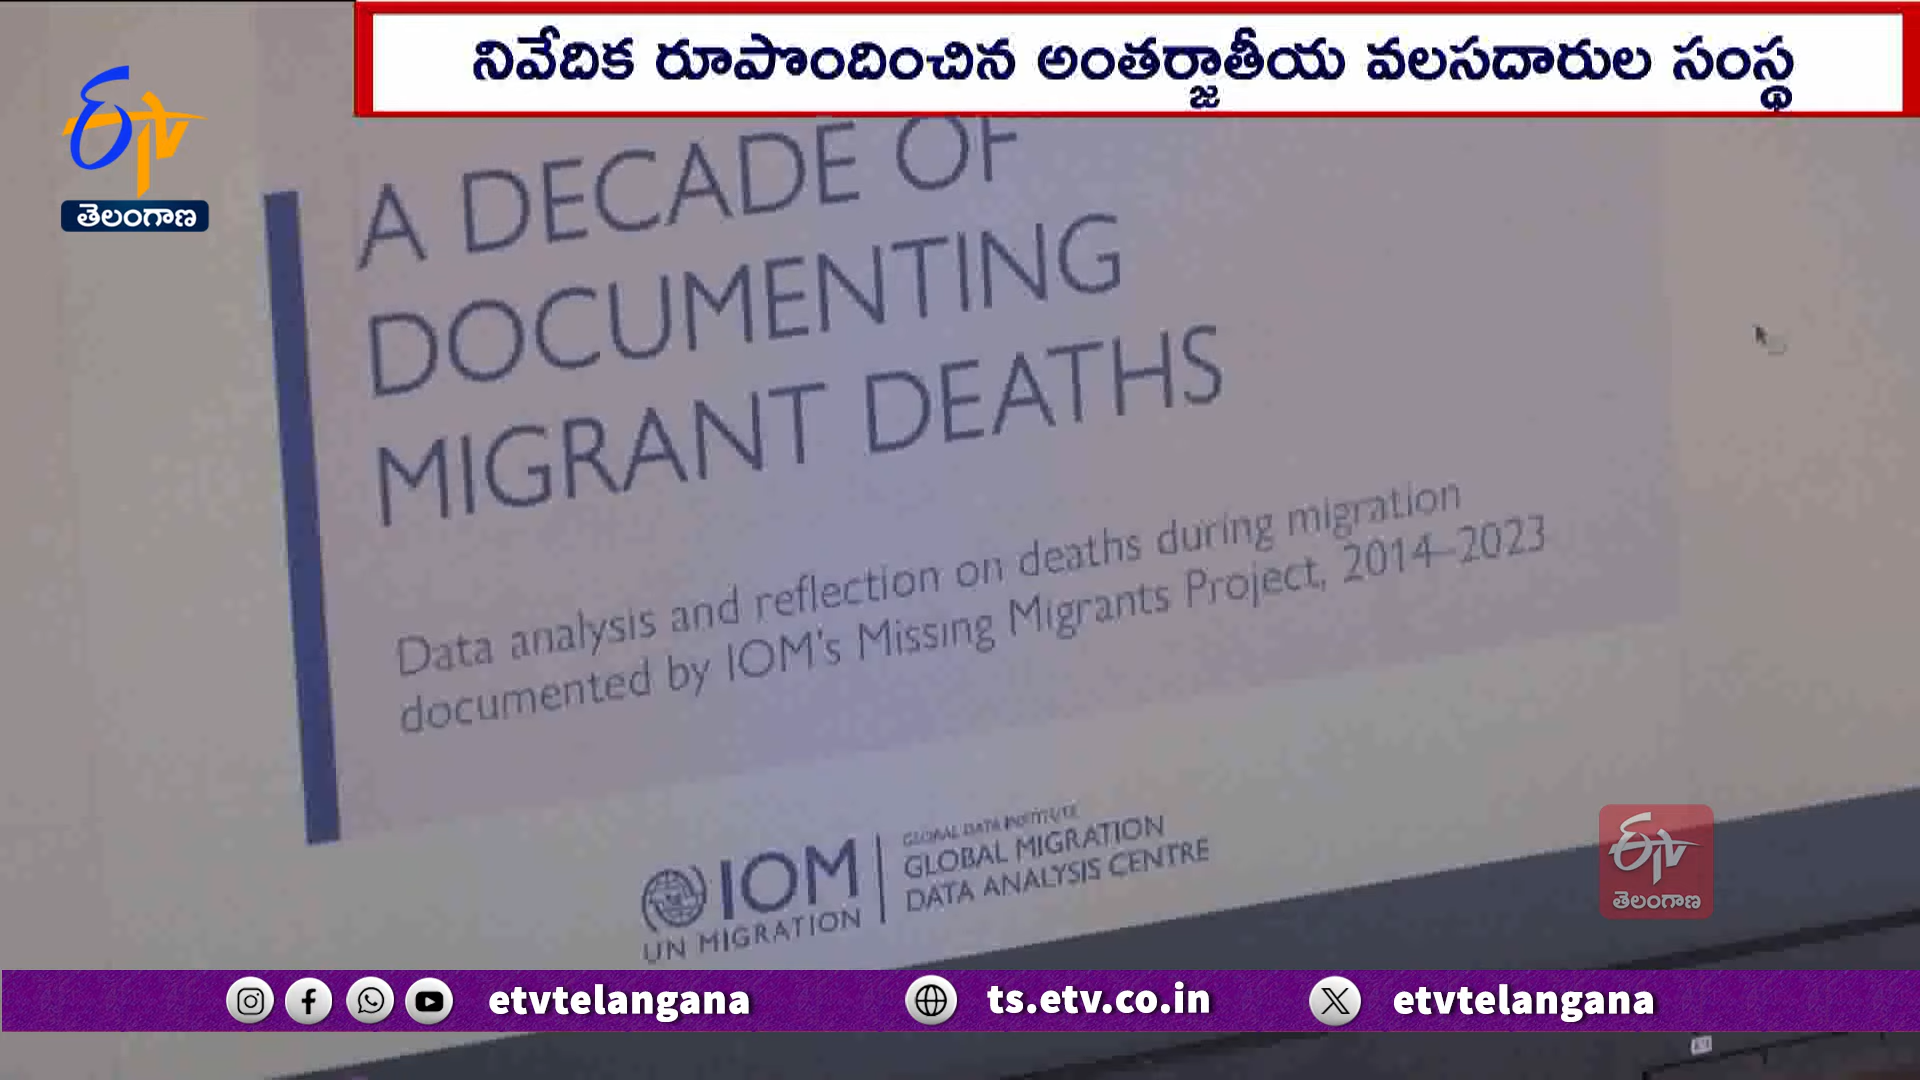 నివేదిక రూపొందించిన అంతర్జాతీయ వలసదారుల సంస్థ
ఈtv
తెలంగాణ
A DECADE OF
DOCUMENTING
MIGRANT DEATHS
Data analysis and reflection on deaths during migration
documented by IOM's Missing Migrants Project, 2014–2023
IOM
UN MIGRATION
GLOBAL DATA INSTITUTE
GLOBAL MIGRATION
DATA ANALYSIS CENTRE
ఈtv
తెలంగాణ
etvtelangana
ts.etv.co.in
etvtelangana